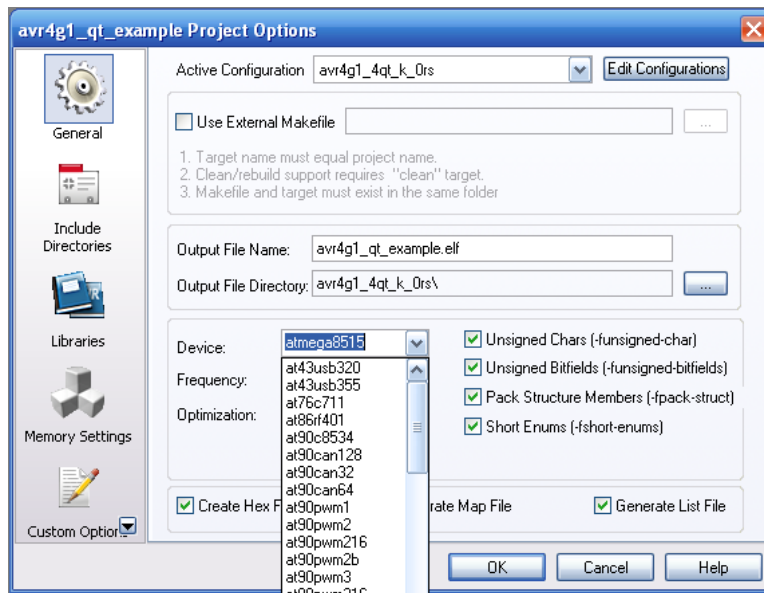 avr4g1_qt_example Project Options
General
Include
Directories
Libraries
Memory Settings
Custom Option
Active Configuration avr4g1_4qt_k_0rs Edit Configurations
Use External Makefile ...
1. Target name must equal project name.
2. Clean/rebuild support requires "clean" target.
3. Makefile and target must exist in the same folder
Output File Name: avr4g1_qt_example.elf
Output File Directory: avr4g1_4qt_k_0rs\ ...
Device: atmega8515
Frequency:
Optimization:
at43usb320
at43usb355
at76c711
at86rf401
at90c8534
at90can128
at90can32
at90can64
at90pwm1
at90pwm2
at90pwm216
at90pwm2b
at90pwm3
at90pwm316
Unsigned Chars (-funsigned-char)
Unsigned Bitfields (-funsigned-bitfields)
Pack Structure Members (-fpack-struct)
Short Enums (-fshort-enums)
Create Hex F rate Map File Generate List File
OK Cancel Help